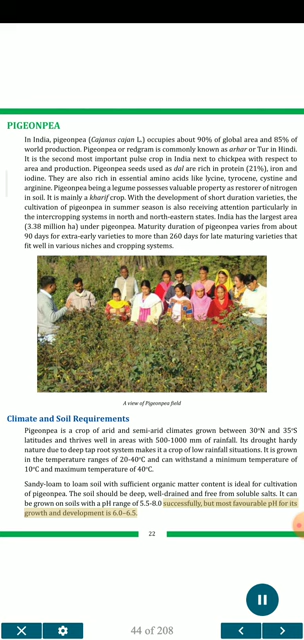 PIGEONPEA
In India, pigeonpea (Cajanus cajan L.) occupies about 90% of global area and 85% of
world production. Pigeonpea or redgram is commonly known as arhar or Tur in Hindi.
It is the second most important pulse crop in India next to chickpea with respect to
area and production. Pigeonpea seeds used as dal are rich in protein (21%), iron and
iodine. They are also rich in essential amino acids like lycine, tyrocene, cystine and
arginine. Pigeonpea being a legume possesses valuable property as restorer of nitrogen
in soil. It is mainly a kharif crop. With the development of short duration varieties, the
cultivation of pigeonpea in summer season is also receiving attention particularly in
the intercropping systems in north and north-eastern states. India has the largest area
(3.38 million ha) under pigeonpea. Maturity duration of pigeonpea varies from about
90 days for extra-early varieties to more than 260 days for late maturing varieties that
fit well in various niches and cropping systems.
A view of Pigeonpea field
Climate and Soil Requirements
Pigeonpea is a crop of arid and semi-arid climates grown between 30°N and 35°S
latitudes and thrives well in areas with 500-1000 mm of rainfall. Its drought hardy
nature due to deep tap root system makes it a crop of low rainfall situations. It is grown
in the temperature ranges of 20-40°C and can withstand a minimum temperature of
10°C and maximum temperature of 40°C.
Sandy-loam to loam soil with sufficient organic matter content is ideal for cultivation
of pigeonpea. The soil should be deep, well-drained and free from soluble salts. It can
be grown on soils with a pH range of 5.5-8.0 successfully, but most favourable pH for its
growth and development is 6.0–6.5.
22
44 of 208